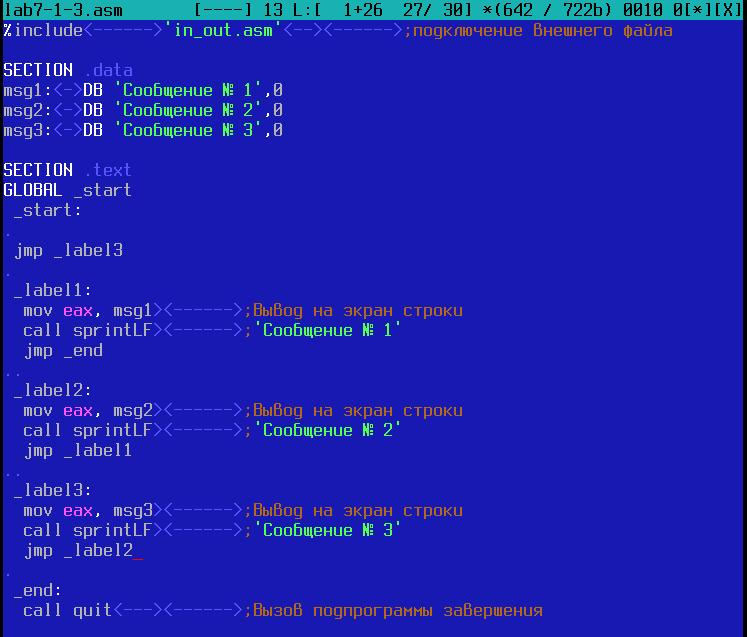 lab7-1-3.asm [----] 13 L:[ 1+26 27/ 30] *(642 / 722b) 0010 0[*][X]
%include<------>'in_out.asm'<--><------>;подключение внешнего файла
SECTION .data
msg1:<->DB 'Сообщение № 1',0
msg2:<->DB 'Сообщение № 2',0
msg3:<->DB 'Сообщение № 3',0
SECTION .text
GLOBAL _start
_start:
.
jmp _label3
.
_label1:
mov eax, msg1><------>;Вывод на экран строки
call sprintLF><------>;'Сообщение № 1'
jmp _end
..
_label2:
mov eax, msg2><------>;Вывод на экран строки
call sprintLF><------>;'Сообщение № 2'
jmp _label1
..
_label3:
mov eax, msg3><------>;Вывод на экран строки
call sprintLF><------>;'Сообщение № 3'
jmp _label2
.
_end:
call quit<---><------>;Вызов подпрограммы завершения